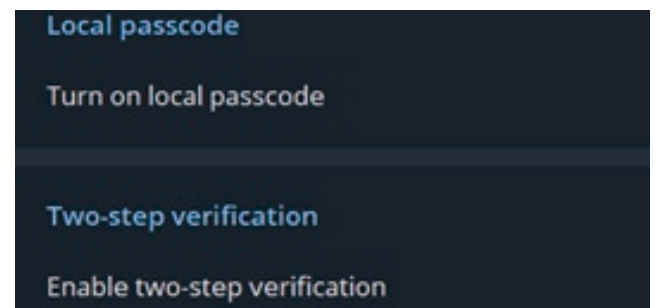 Local passcode
Turn on local passcode
Two-step verification
Enable two-step verification